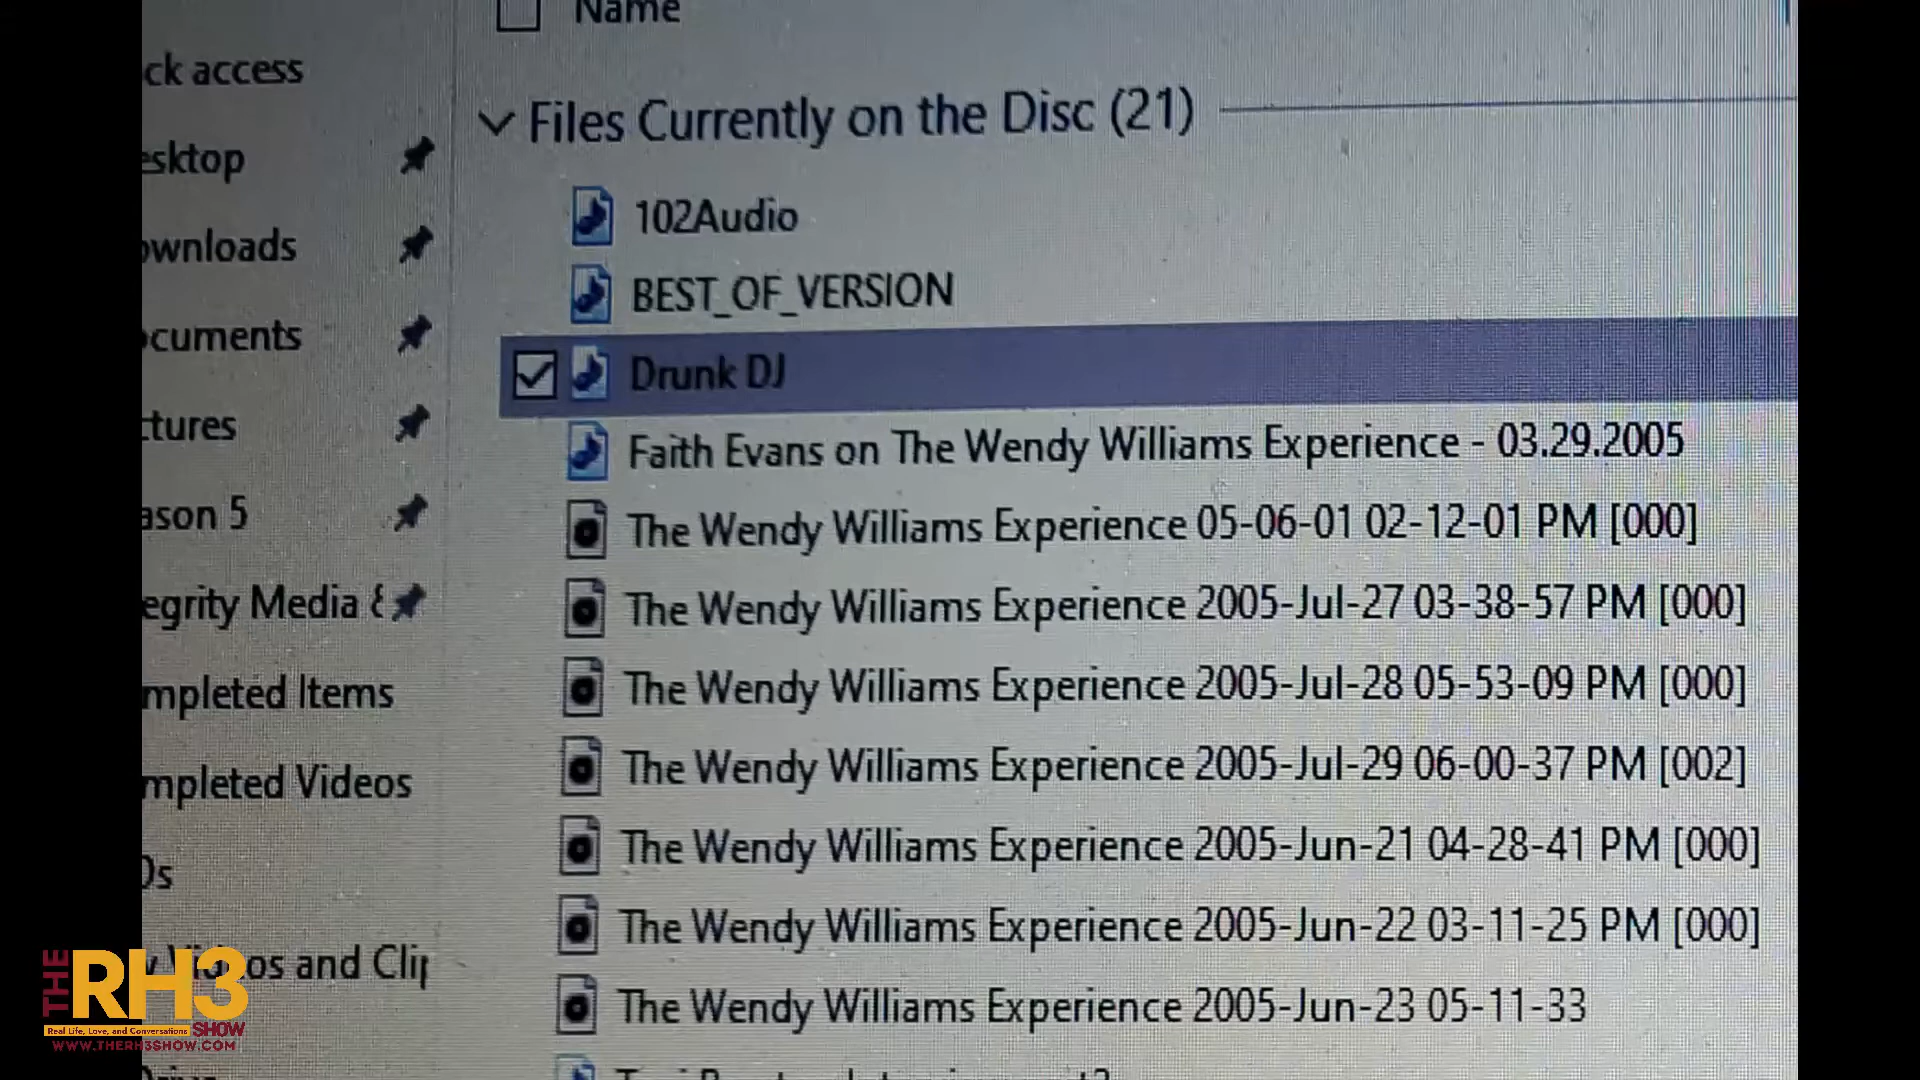 Name
ck access
esktop
ownloads
ocuments
ctures
ason 5
egrity Media &
mpleted Items
mpleted Videos
Ds
os and Clip
Files Currently on the Disc (21)
102Audio
BEST_OF_VERSION
Drunk DJ
Faith Evans on The Wendy Williams Experience - 03.29.2005
The Wendy Williams Experience 05-06-01 02-12-01 PM [000]
The Wendy Williams Experience 2005-Jul-27 03-38-57 PM [000]
The Wendy Williams Experience 2005-Jul-28 05-53-09 PM [000]
The Wendy Williams Experience 2005-Jul-29 06-00-37 PM [002]
The Wendy Williams Experience 2005-Jun-21 04-28-41 PM [000]
The Wendy Williams Experience 2005-Jun-22 03-11-25 PM [000]
The Wendy Williams Experience 2005-Jun-23 05-11-33
THE RH3
Real Life, Love, and Conversations SHOW
WWW.THERH3SHOW.COM